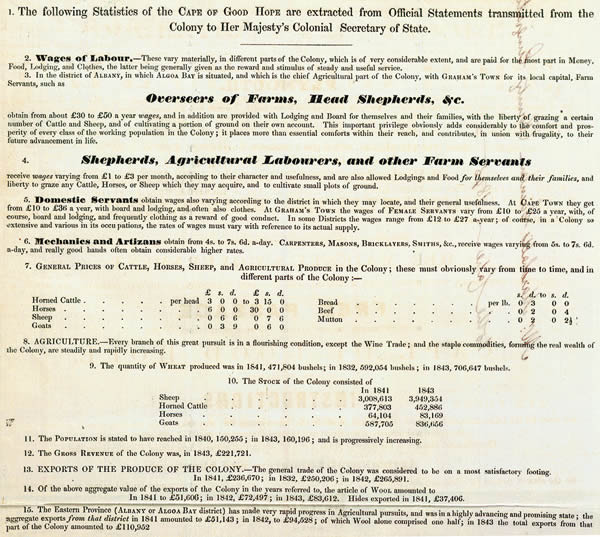 1. The following Statistics of the CAPE OF GOOD HOPE are extracted from Official Statements transmitted from the
Colony to Her Majesty's Colonial Secretary of State.
2. Wages of Labour.—These vary materially, in different parts of the Colony, which is of very considerable extent, and are paid for the most part in Money,
Food, Lodging, and Clothes, the latter being generally given as the reward and stimulus of steady and useful service.
3. In the district of ALBANY, in which ALGOA BAY is situated, and which is the chief Agricultural part of the Colony, with GRAHAM'S TOWN for its local capital, Farm
Servants, such as
Overseers of Farms, Head Shepherds, &c.
obtain from about £30 to £50 a year wages, and in addition are provided with Lodging and Board for themselves and their families, with the liberty of grazing a certain
number of Cattle and Sheep, and of cultivating a portion of ground on their own account. This important privilege obviously adds considerably to the comfort and pros-
perity of every class of the working population in the Colony; it places more than essential comforts within their reach, and contributes, in union with frugality, to their
future advancement in life.
4. Shepherds, Agricultural Labourers, and other Farm Servants
receive wages varying from £1 to £3 per month, according to their character and usefulness, and are also allowed Lodgings and Food for themselves and their families, and
liberty to graze any Cattle, Horses, or Sheep which they may acquire, and to cultivate small plots of ground.
5. Domestic Servants obtain wages also varying according to the district in which they may locate, and their general usefulness. At CAPE TOWN they get
from £10 to £36 a year, with board and lodging, and often also clothes. At GRAHAM'S TOWN the wages of FEMALE SERVANTS vary from £10 to £25 a year, with, of
course, board and lodging, and frequently clothing as a reward of good conduct. In some Districts the wages range from £12 to £27 a-year; of course, in a Colony so
extensive and various in its occupations, the rates of wages must vary with reference to its actual supply.
6. Mechanics and Artizans obtain from 4s. to 7s. 6d. a-day. CARPENTERS, MASONS, BRICKLAYERS, SMITHS, &c., receive wages varying from 5s. to 7s. 6d.
a-day, and really good hands often obtain considerable higher rates.
7. GENERAL PRICES OF CATTLE, HORSES, SHEEP, AND AGRICULTURAL PRODUCE in the Colony; these must obviously vary from time to time, and in
different parts of the Colony :—
£ s. d. £ s. d.
Horned Cattle . . . . per head 3 0 0 to 3 15 0
Horses . . . . . . 6 0 0 30 0 0
Sheep . . . . . . 0 6 6 0 7 6
Goats . . . . . . 0 3 9 0 6 0
s. d. to s. d.
Bread . . . . . . per lb. 0 3 0 0
Beef . . . . . . 0 2 0 4
Mutton . . . . . . 0 2 0 2½
8. AGRICULTURE.—Every branch of this great pursuit is in a flourishing condition, except the Wine Trade; and the staple commodities, forming the real wealth of
the Colony, are steadily and rapidly increasing.
9. The quantity of WHEAT produced was in 1841, 471,804 bushels; in 1832, 592,054 bushels; in 1843, 706,647 bushels.
10. The STOCK of the Colony consisted of
In 1841 1843
Sheep . . . . . . 3,008,613 3,949,354
Horned Cattle . . . . . . 377,803 452,886
Horses . . . . . . 64,104 83,169
Goats . . . . . . 587,705 836,656
11. The POPULATION is stated to have reached in 1840, 150,255; in 1843, 160,196; and is progressively increasing.
12. The GROSS REVENUE of the Colony was, in 1843, £221,721.
13. EXPORTS OF THE PRODUCE OF THE COLONY.—The general trade of the Colony was considered to be on a most satisfactory footing.
In 1841, £236,670; in 1832, £250,206; in 1842, £265,891.
14. Of the above aggregate value of the exports of the Colony in the years referred to, the article of WOOL amounted to
In 1841 to £51,606; in 1842, £72,497; in 1843, £83,612. Hides exported in 1841, £37,406.
15. The Eastern Province (ALBANY OR ALGOA BAY district) has made very rapid progress in Agricultural pursuits, and was in a highly advancing and promising state; the
aggregate exports from that district in 1841 amounted to £51,143; in 1842, to £94,528; of which Wool alone comprised one half; in 1843 the total exports from that
part of the Colony amounted to £110,952